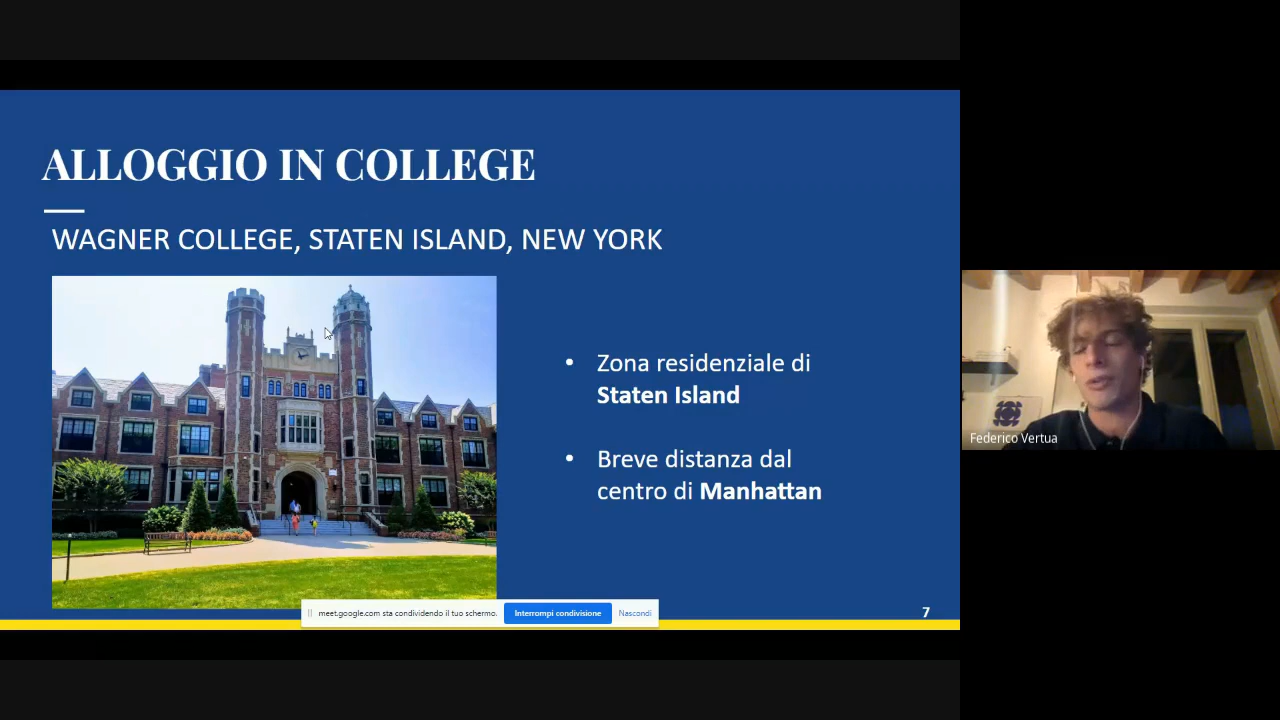 ALLOGGIO IN COLLEGE
WAGNER COLLEGE, STATEN ISLAND, NEW YORK
• Zona residenziale di
Staten Island
• Breve distanza dal
centro di Manhattan
meet.google.com sta condividendo il tuo schermo.
Interrompi condivisione
Nascondi
7
Federico Vertua